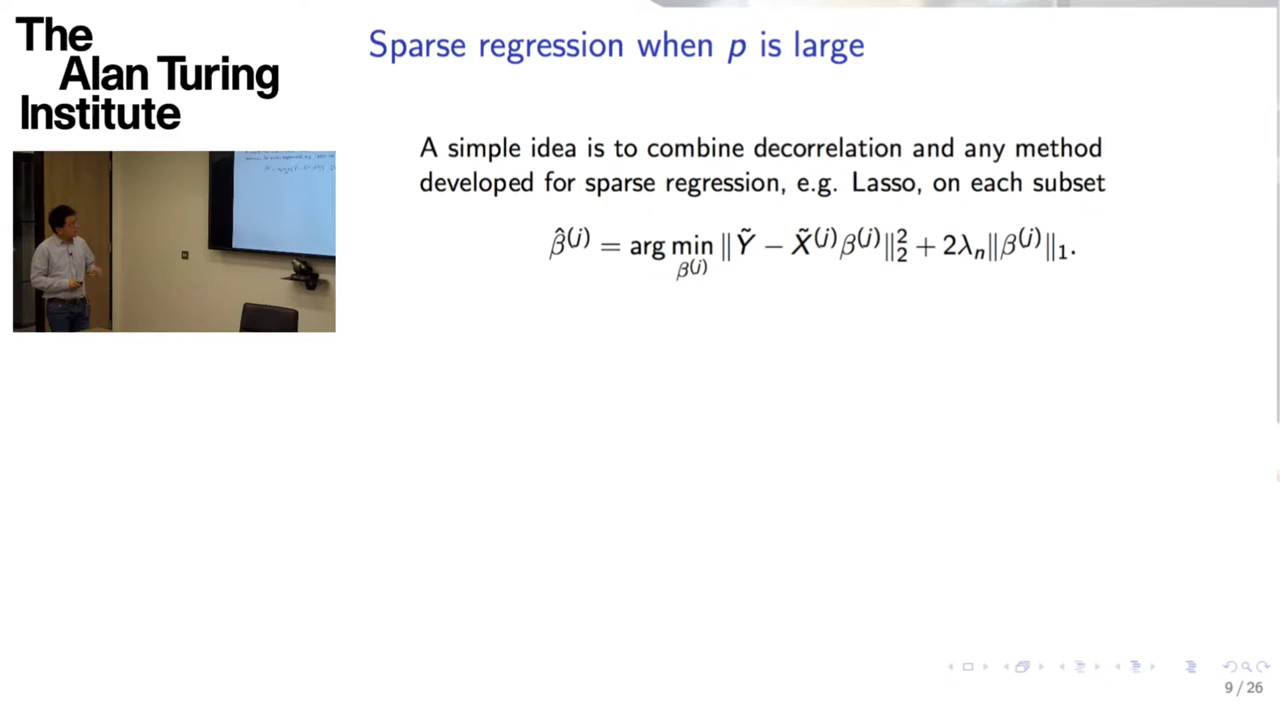 The
Alan Turing
Institute
Sparse regression when p is large
A simple idea is to combine decorrelation and any method
developed for sparse regression, e.g. Lasso, on each subset
β̂⁽ʲ⁾ = arg min_{β⁽ʲ⁾} ‖Ỹ − X̃⁽ʲ⁾β⁽ʲ⁾‖₂² + 2λₙ‖β⁽ʲ⁾‖₁.
9 / 26